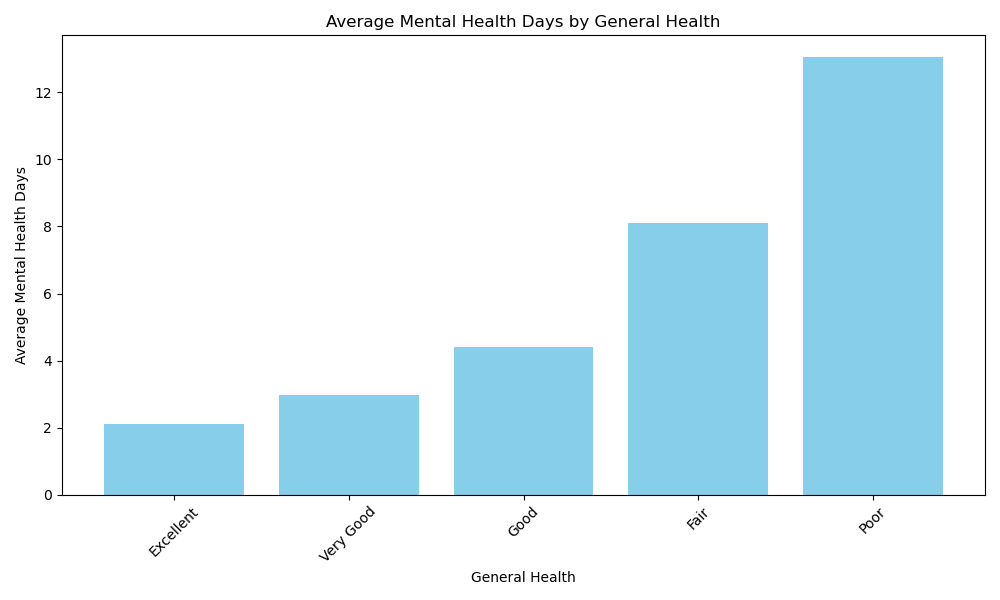 Average Mental Health Days by General Health
Average Mental Health Days
12
10
8
6
4
2
0
Excellent
Very Good
Good
Fair
Poor
General Health